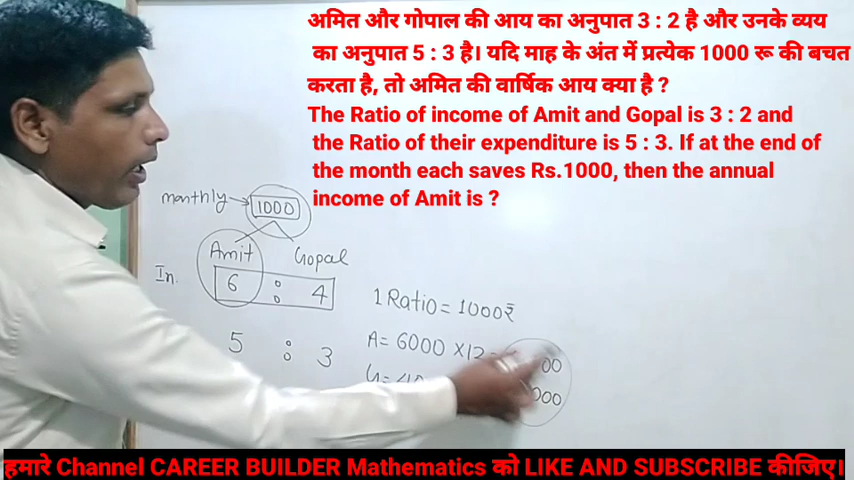 अमित और गोपाल की आय का अनुपात 3 : 2 है और उनके व्यय
का अनुपात 5 : 3 है। यदि माह के अंत में प्रत्येक 1000 रू की बचत
करता है, तो अमित की वार्षिक आय क्या है ?
The Ratio of income of Amit and Gopal is 3 : 2 and
the Ratio of their expenditure is 5 : 3. If at the end of
the month each saves Rs.1000, then the annual
income of Amit is ?
monthly → 1000
Amit Gopal
In. 6 : 4
1 Ratio = 1000₹
5 : 3
A = 6000 × 12 =
G =
हमारे Channel CAREER BUILDER Mathematics को LIKE AND SUBSCRIBE कीजिए।